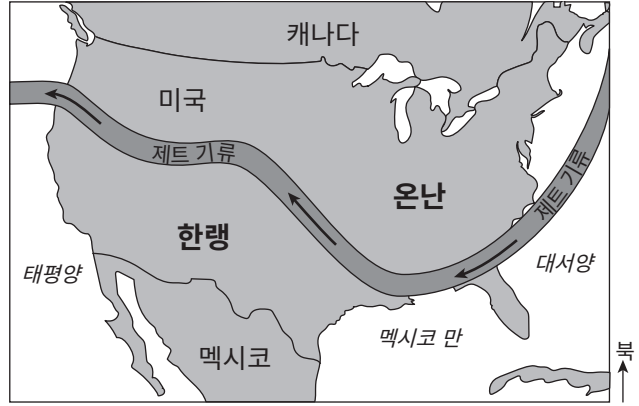 캐나다
미국
제트 기류
온난
제트 기류
한랭
대서양
태평양
멕시코 만
멕시코
북